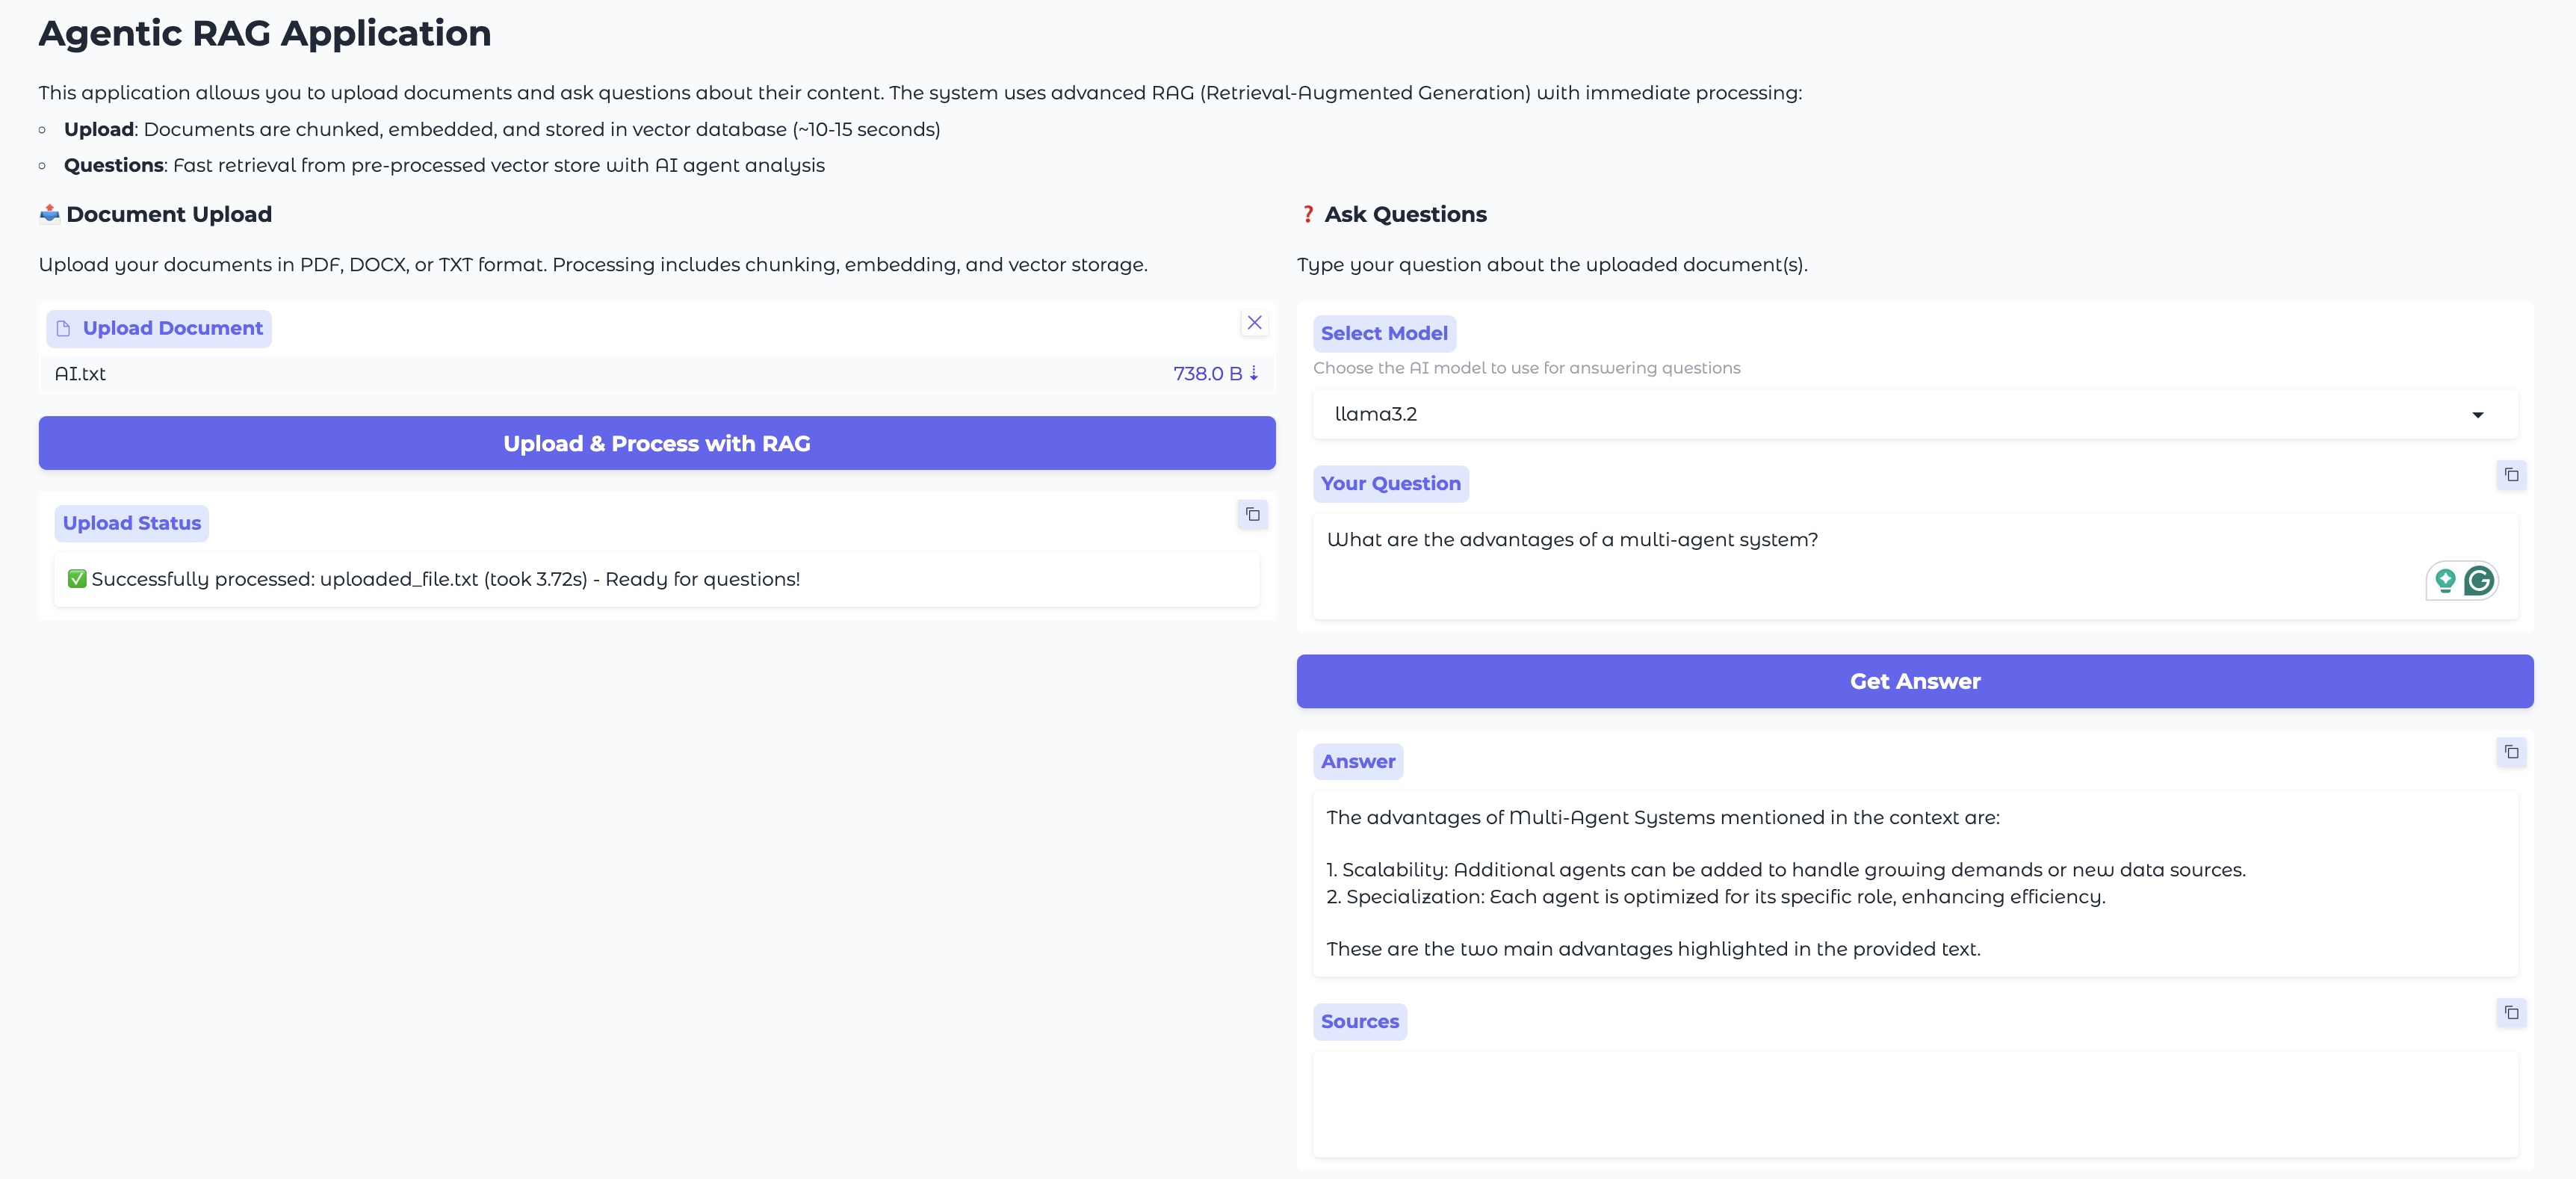 Agentic RAG Application
This application allows you to upload documents and ask questions about their content. The system uses advanced RAG (Retrieval-Augmented Generation) with immediate processing:
Upload: Documents are chunked, embedded, and stored in vector database (~10-15 seconds)
Questions: Fast retrieval from pre-processed vector store with AI agent analysis
📤 Document Upload
Upload your documents in PDF, DOCX, or TXT format. Processing includes chunking, embedding, and vector storage.
Upload Document
AI.txt 738.0 B ⇣
Upload & Process with RAG
Upload Status
✅ Successfully processed: uploaded_file.txt (took 3.72s) - Ready for questions!
❓ Ask Questions
Type your question about the uploaded document(s).
Select Model
Choose the AI model to use for answering questions
llama3.2
Your Question
What are the advantages of a multi-agent system?
Get Answer
Answer
The advantages of Multi-Agent Systems mentioned in the context are:
1. Scalability: Additional agents can be added to handle growing demands or new data sources.
2. Specialization: Each agent is optimized for its specific role, enhancing efficiency.
These are the two main advantages highlighted in the provided text.
Sources